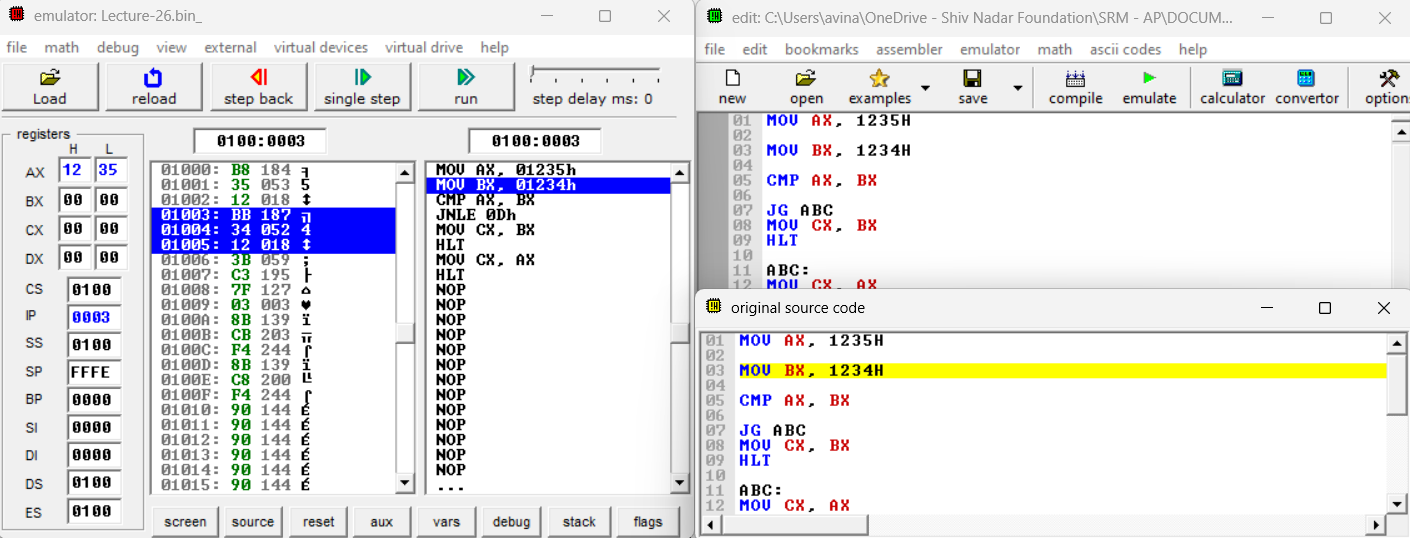 emulator: Lecture-26.bin_
file math debug view external virtual devices virtual drive help
Load reload step back single step run step delay ms: 0
registers
H L
AX 12 35
BX 00 00
CX 00 00
DX 00 00
CS 0100
IP 0003
SS 0100
SP FFFE
BP 0000
SI 0000
DI 0000
DS 0100
ES 0100
0100:0003
01000: B8 184 ╕
01001: 35 053 5
01002: 12 018 ↕
01003: BB 187 ╗
01004: 34 052 4
01005: 12 018 ↕
01006: 3B 059 ;
01007: C3 195 ├
01008: 7F 127 ⌂
01009: 03 003 ♥
0100A: 8B 139 ï
0100B: CB 203 ╦
0100C: F4 244 ⌠
0100D: 8B 139 ï
0100E: C8 200 ╚
0100F: F4 244 ⌠
01010: 90 144 É
01011: 90 144 É
01012: 90 144 É
01013: 90 144 É
01014: 90 144 É
01015: 90 144 É
0100:0003
MOV AX, 01235h
MOV BX, 01234h
CMP AX, BX
JNLE 0Dh
MOV CX, BX
HLT
MOV CX, AX
HLT
NOP
NOP
NOP
NOP
NOP
NOP
NOP
NOP
NOP
NOP
NOP
NOP
NOP
...
screen source reset aux vars debug stack flags
edit: C:\Users\avina\OneDrive - Shiv Nadar Foundation\SRM - AP\DOCUM...
file edit bookmarks assembler emulator math ascii codes help
new open examples save compile emulate calculator convertor option
01 MOV AX, 1235H
02
03 MOV BX, 1234H
04
05 CMP AX, BX
06
07 JG ABC
08 MOV CX, BX
09 HLT
10
11 ABC:
12 MOV CX, AX
original source code
01 MOV AX, 1235H
02
03 MOV BX, 1234H
04
05 CMP AX, BX
06
07 JG ABC
08 MOV CX, BX
09 HLT
10
11 ABC:
12 MOV CX, AX